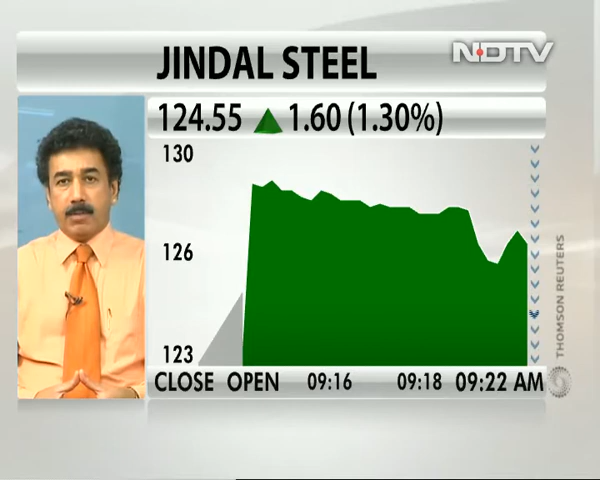 JINDAL STEEL
NDTV
124.55 1.60 (1.30%)
130
126
123
CLOSE OPEN 09:16 09:18 09:22 AM
THOMSON REUTERS